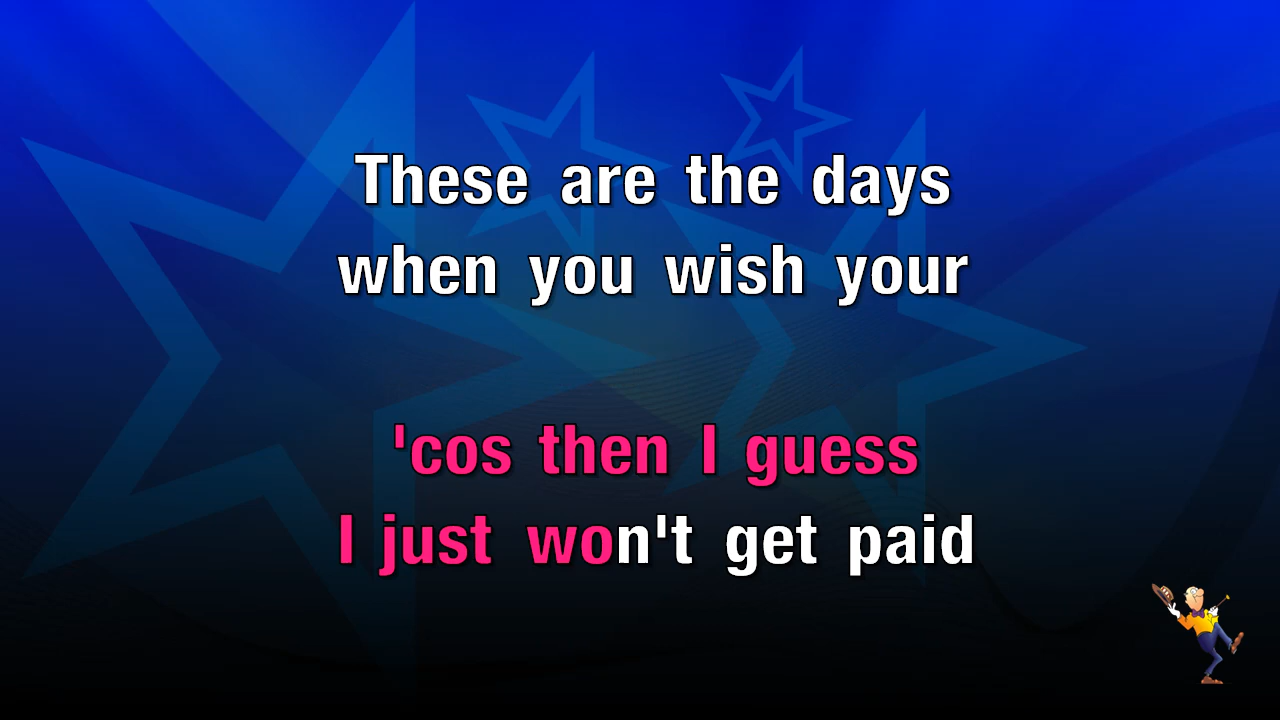 These are the days
when you wish your
'cos then I guess
I just won't get paid